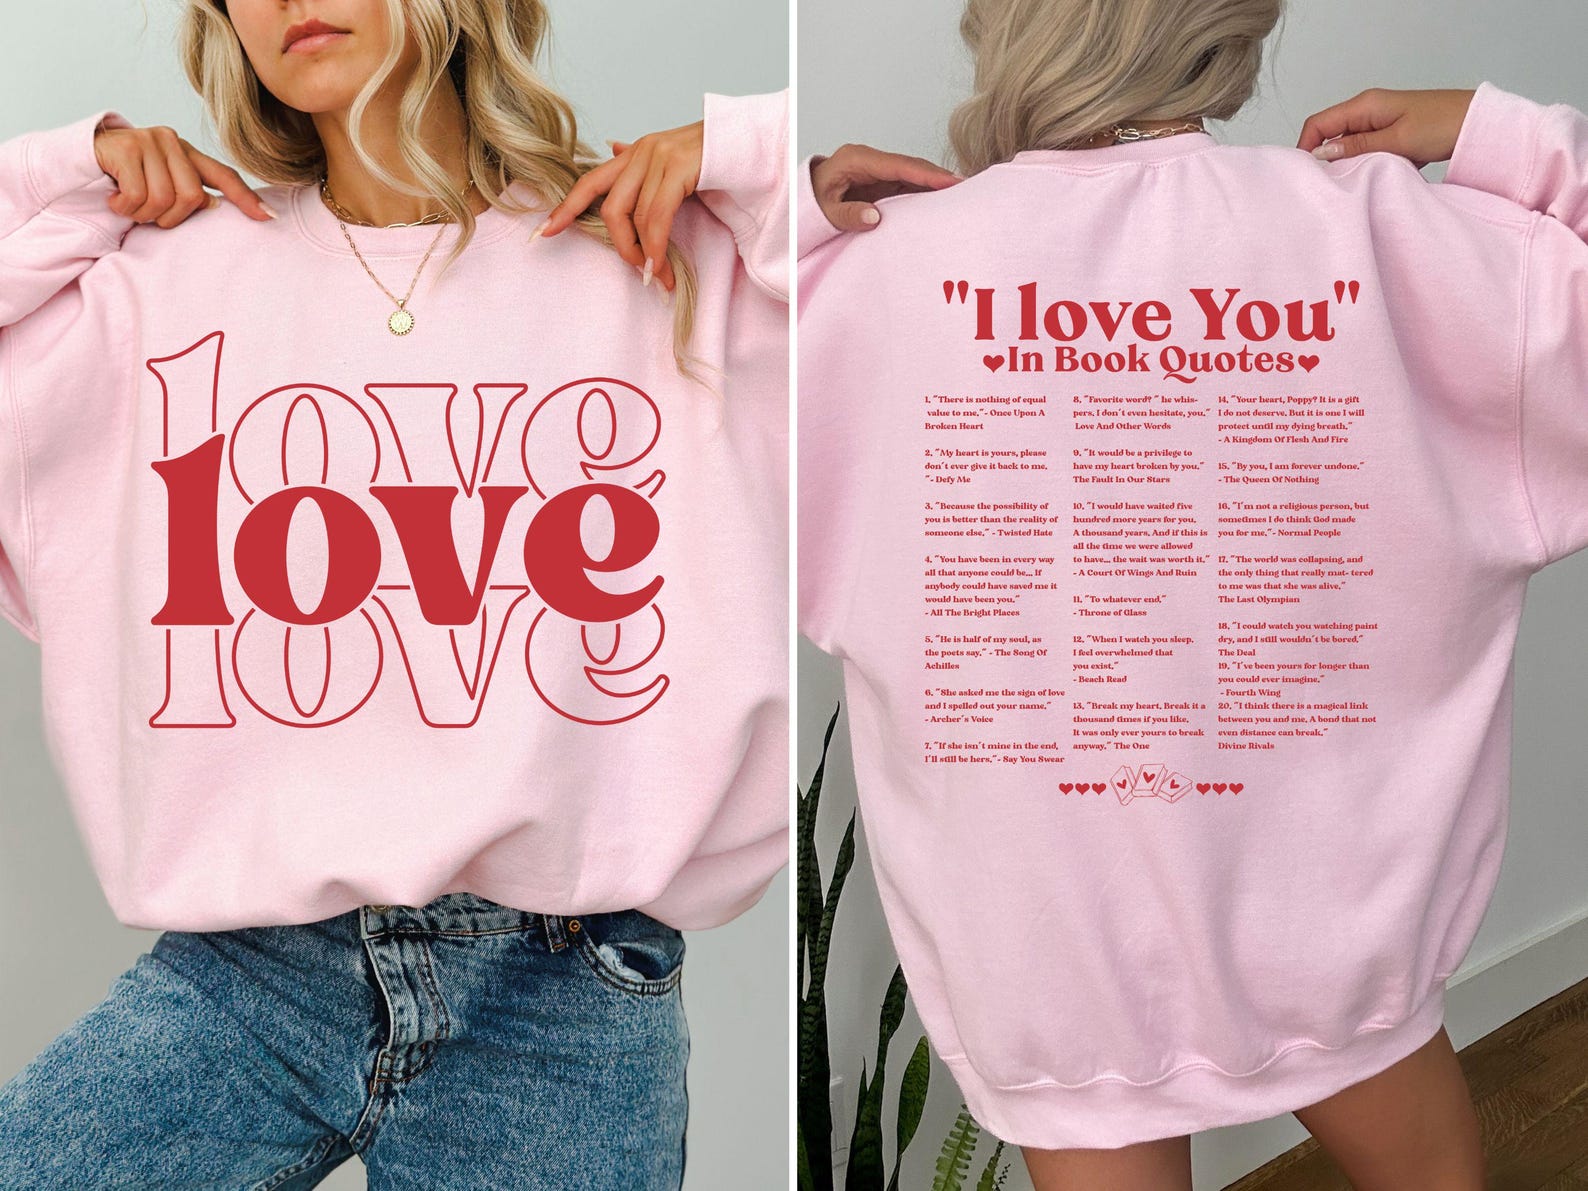 love
love
love
"I love You"
In Book Quotes
1. "There is nothing of equal
value to me."- Once Upon A
Broken Heart
2. "My heart is yours, please
don't ever give it back to me.
"- Defy Me
3. "Because the possibility of
you is better than the reality of
someone else." - Twisted Hate
4. "You have been in every way
all that anyone could be... If
anybody could have saved me it
would have been you."
- All The Bright Places
5. "He is half of my soul, as
the poets say." - The Song Of
Achilles
6. "She asked me the sign of love
and I spelled out your name."
- Archer's Voice
7. "If she isn't mine in the end,
I'll still be hers."- Say You Swear
8. "Favorite word? " he whis-
pers. I don't even hesitate, you."
Love And Other Words
9. "It would be a privilege to
have my heart broken by you."
The Fault In Our Stars
10. "I would have waited five
hundred more years for you.
A thousand years. And if this is
all the time we were allowed
to have... the wait was worth it."
- A Court Of Wings And Ruin
11. "To whatever end."
- Throne of Glass
12. "When I watch you sleep.
I feel overwhelmed that
you exist."
- Beach Read
13. "Break my heart. Break it a
thousand times if you like.
It was only ever yours to break
anyway." The One
14. "Your heart, Poppy? It is a gift
I do not deserve. But it is one I will
protect until my dying breath."
- A Kingdom Of Flesh And Fire
15. "By you, I am forever undone."
- The Queen Of Nothing
16. "I'm not a religious person, but
sometimes I do think God made
you for me."- Normal People
17. "The world was collapsing, and
the only thing that really mat- tered
to me was that she was alive."
The Last Olympian
18. "I could watch you watching paint
dry, and I still wouldn't be bored."
The Deal
19. "I've been yours for longer than
you could ever imagine."
- Fourth Wing
20. "I think there is a magical link
between you and me. A bond that not
even distance can break."
Divine Rivals